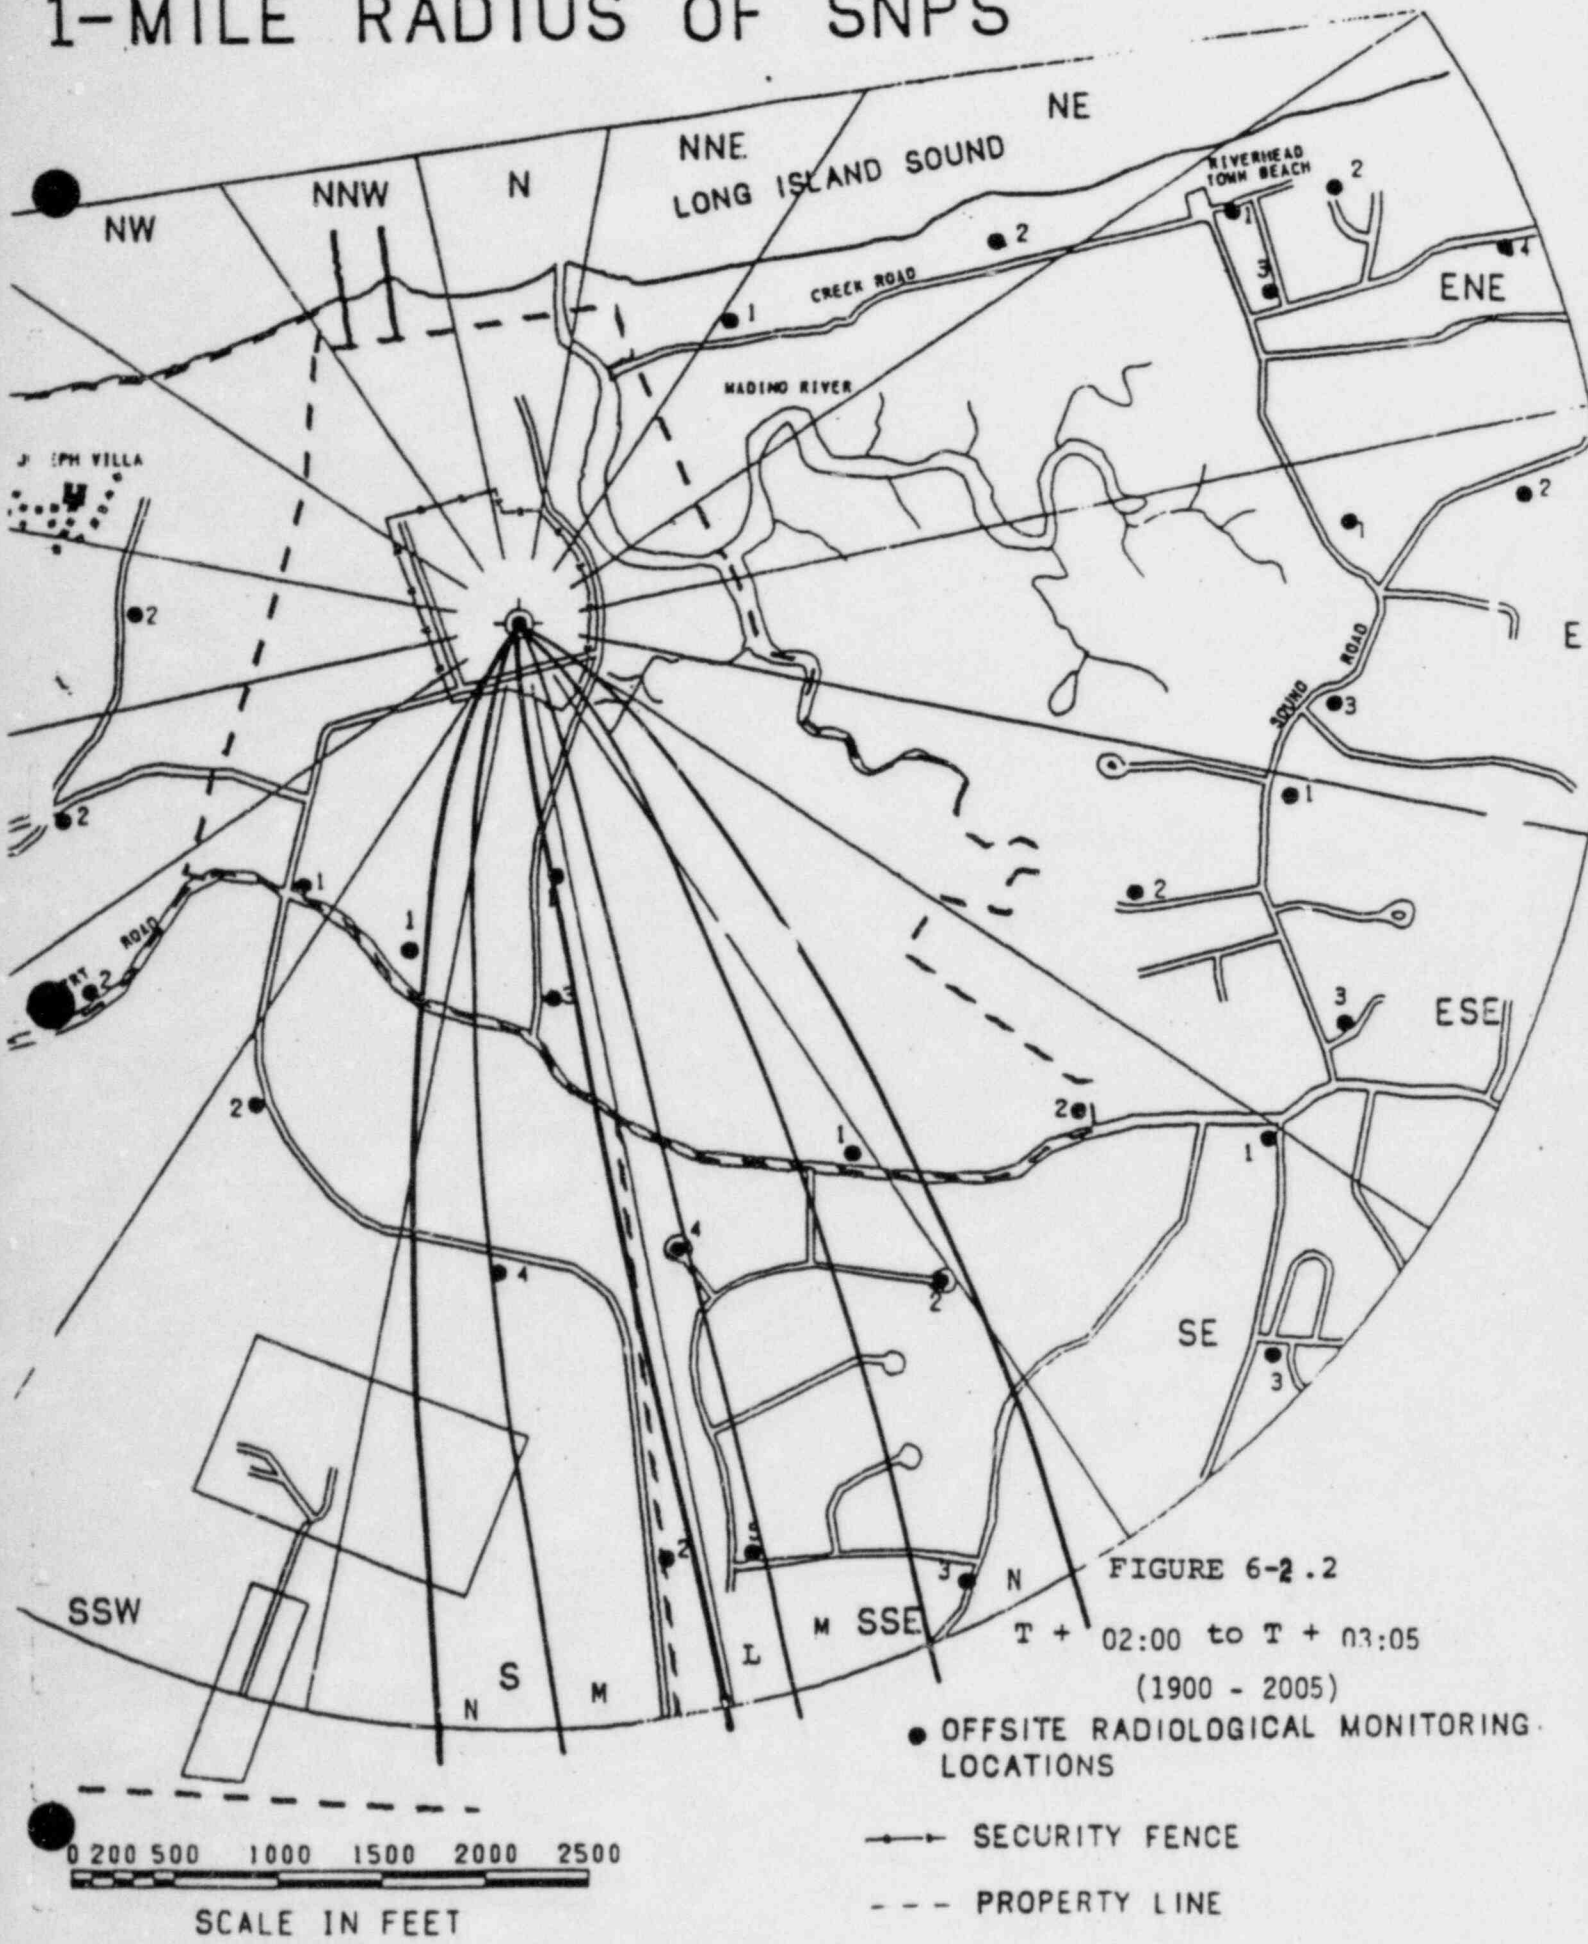 1-MILE RADIUS OF SNPS
NE
NNE
LONG ISLAND SOUND
N
NNW
NW
RIVERHEAD
TOWN BEACH
2
1
2
4
3
ENE
CREEK ROAD
1
WADING RIVER
2
1
2
E
ROAD
SOUND
3
1
2
2
VILLA
1
1
1
3
ROAD
2
2
3
ESE
2
1
1
4
4
2
SE
3
2
3
N
SSW
S
N
M
L
M
SSE
FIGURE 6-2.2
T + 02:00 to T + 03:05
(1900 - 2005)
OFFSITE RADIOLOGICAL MONITORING
LOCATIONS
SECURITY FENCE
PROPERTY LINE
0 200 500 1000 1500 2000 2500
SCALE IN FEET